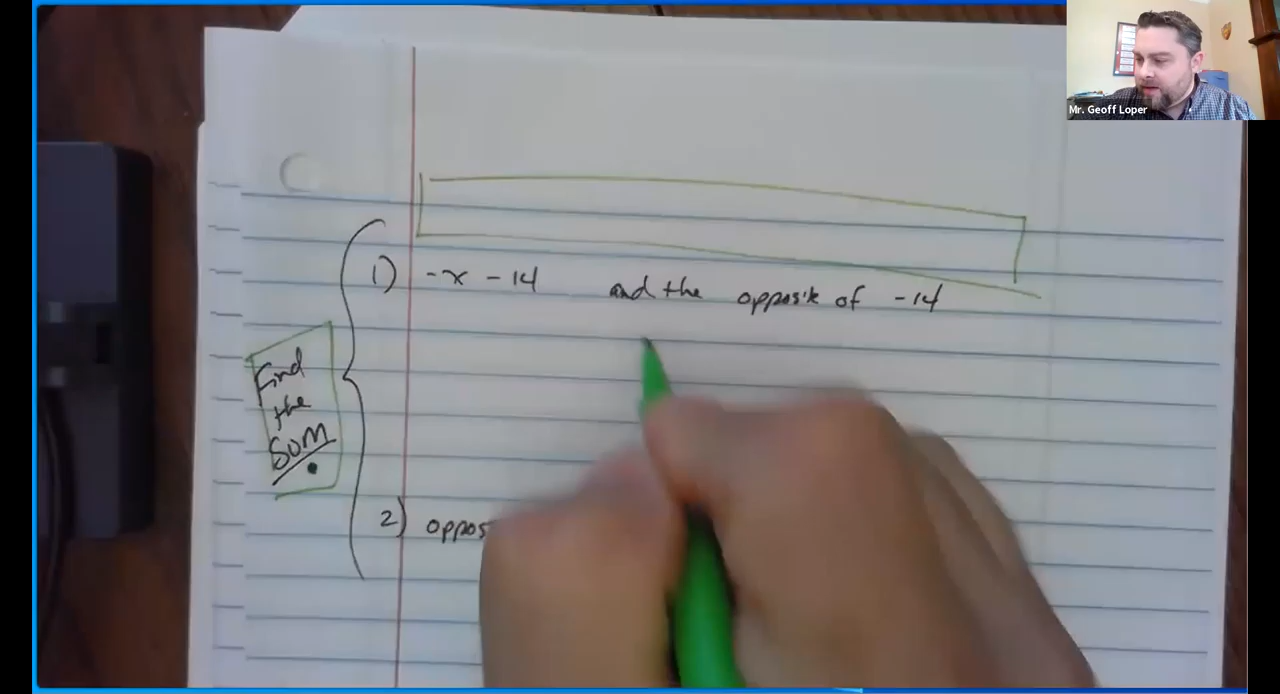 Mr. Geoff Loper
1) -x -14 and the opposite of -14
Find
the
SUM
2) oppos